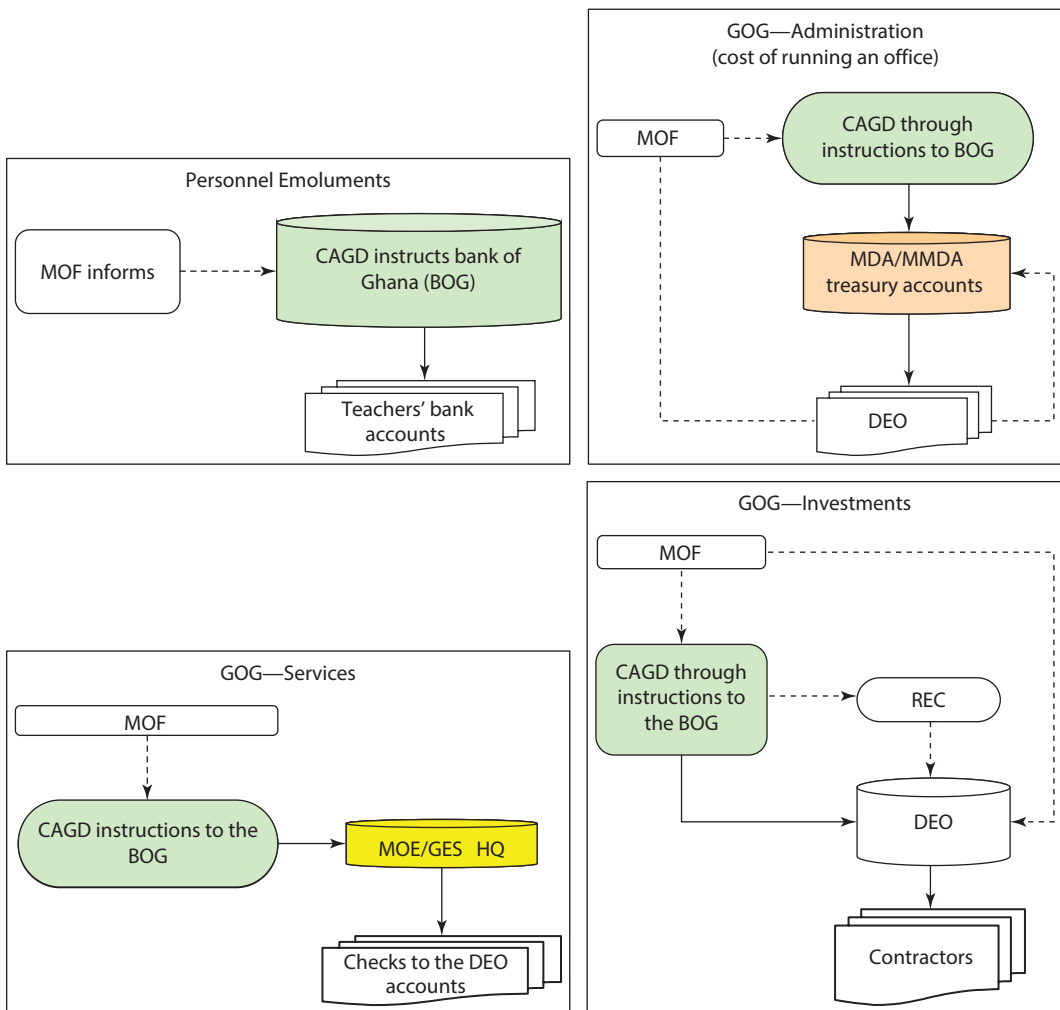 Personnel Emoluments
MOF informs
CAGD instructs bank of
Ghana (BOG)
Teachers’ bank
accounts
GOG—Administration
(cost of running an office)
MOF
CAGD through
instructions to BOG
MDA/MMDA
treasury accounts
DEO
GOG—Services
MOF
CAGD instructions to the
BOG
MOE/GES HQ
Checks to the DEO
accounts
GOG—Investments
MOF
CAGD through
instructions to
the BOG
REC
DEO
Contractors